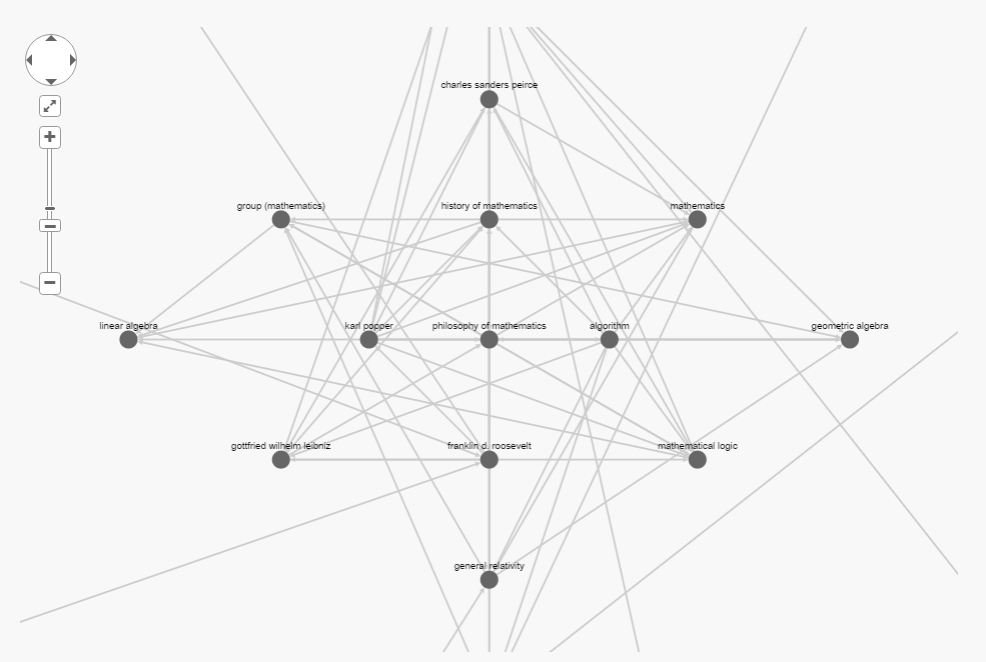 charles sanders peirce
group (mathematics)
history of mathematics
mathematics
linear algebra
karl popper
philosophy of mathematics
algorithm
geometric algebra
gottfried wilhelm leibniz
franklin d. roosevelt
mathematical logic
general relativity